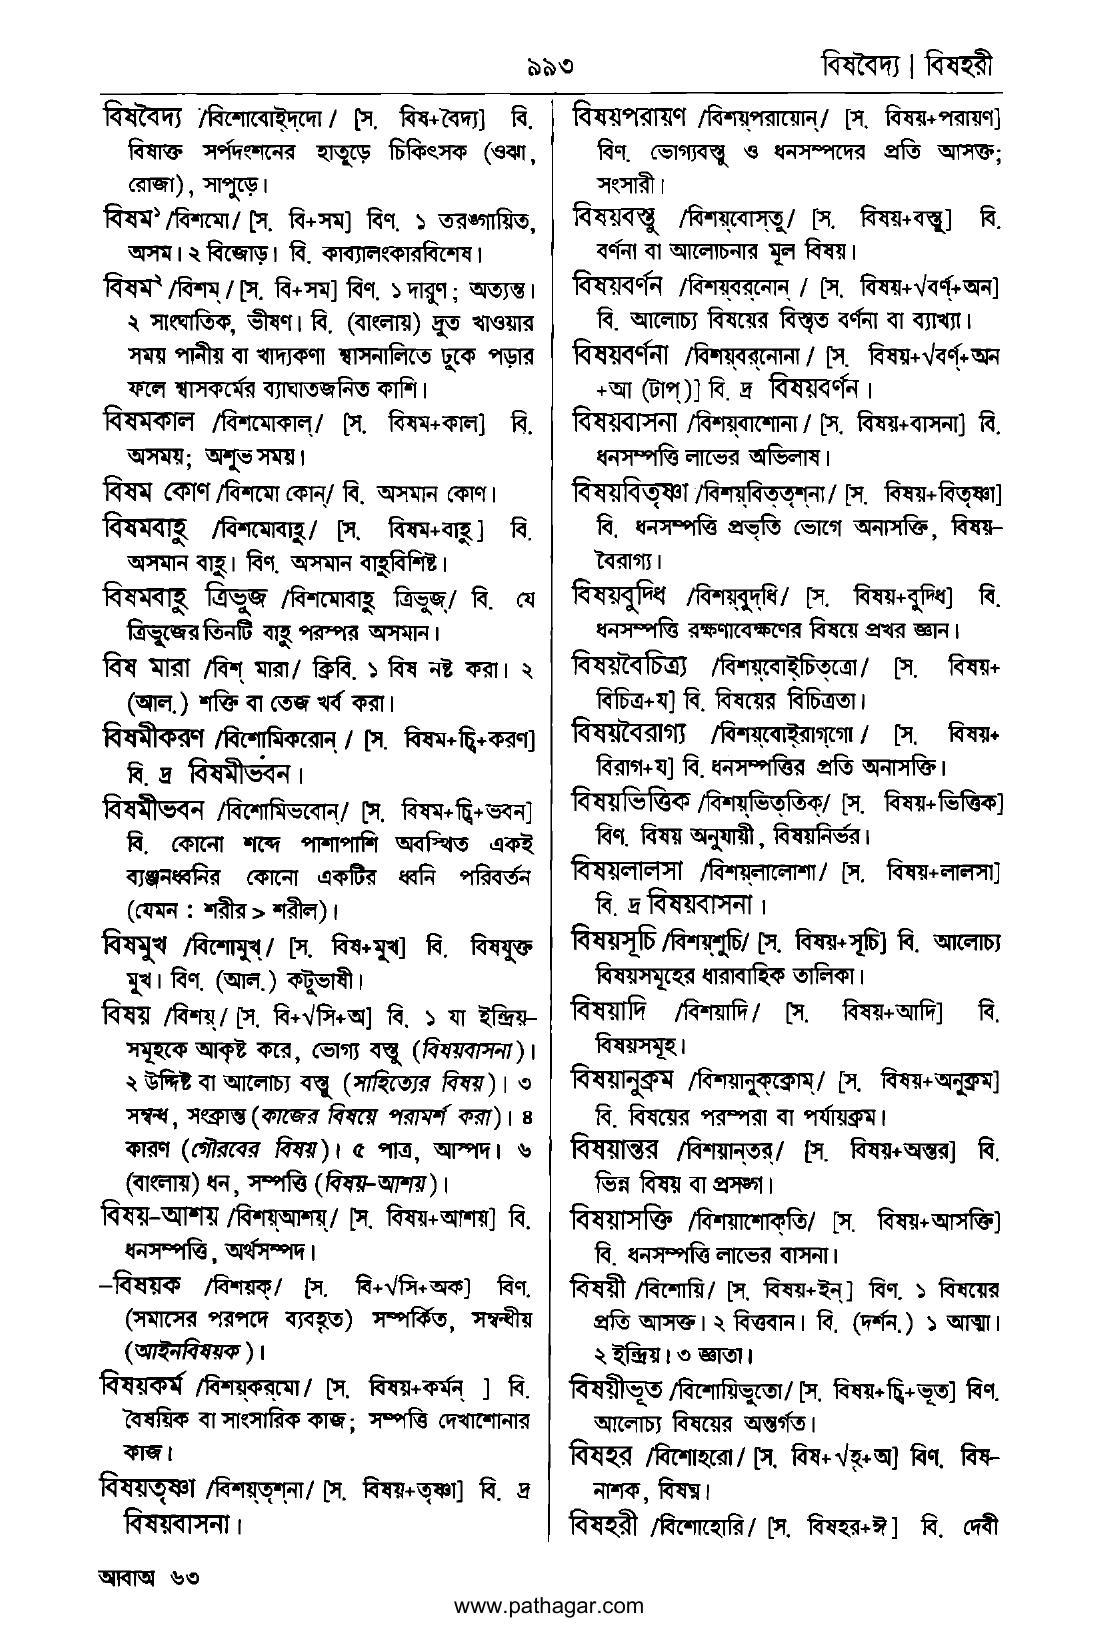 ৯৯৩
বিষবৈদ্য | বিষহরী
বিষবৈদ্য /বিশোবোইদ্‌দো/ [স. বিষ+বৈদ্য] বি.
বিষাক্ত সর্পদংশনের হাতুড়ে চিকিৎসক (ওঝা,
রোজা), সাপুড়ে।
বিষম¹ /বিশমো/ [স. বি+সম] বিণ. ১ তরঙ্গায়িত,
অসম। ২ বিজোড়। বি. কাব্যালংকারবিশেষ।
বিষম² /বিশম্‌/ [স. বি+সম] বিণ. ১ দারুণ; অত্যন্ত।
২ সাংঘাতিক, ভীষণ। বি. (বাংলায়) দ্রুত খাওয়ার
সময় পানীয় বা খাদ্যকণা শ্বাসনালিতে ঢুকে পড়ার
ফলে শ্বাসকর্মের ব্যাঘাতজনিত কাশি।
বিষমকাল /বিশমোকাল্‌/ [স. বিষম+কাল] বি.
অসময়; অশুভ সময়।
বিষম কোণ /বিশমো কোন্‌/ বি. অসমান কোণ।
বিষমবাহু /বিশমোবাহু/ [স. বিষম+বাহু] বি.
অসমান বাহু। বিণ. অসমান বাহুবিশিষ্ট।
বিষমবাহু ত্রিভুজ /বিশমোবাহু ত্রিভুজ্‌/ বি. যে
ত্রিভুজের তিনটি বাহু পরস্পর অসমান।
বিষ মারা /বিশ্‌ মারা/ ক্রিবি. ১ বিষ নষ্ট করা। ২
(আল.) শক্তি বা তেজ খর্ব করা।
বিষমীকরণ /বিশোমিকরোন্‌/ [স. বিষম+চ্বি+করণ]
বি. দ্র বিষমীভবন।
বিষমীভবন /বিশোমিভবোন্‌/ [স. বিষম+চ্বি+ভবন]
বি. কোনো শব্দে পাশাপাশি অবস্থিত একই
ব্যঞ্জনধ্বনির কোনো একটির ধ্বনি পরিবর্তন
(যেমন : শরীর > শরীল)।
বিষমুখ /বিশোমুখ্‌/ [স. বিষ+মুখ] বি. বিষযুক্ত
মুখ। বিণ. (আল.) কটুভাষী।
বিষয় /বিশয়্‌/ [স. বি+√সি+অ] বি. ১ যা ইন্দ্রিয়–
সমূহকে আকৃষ্ট করে, ভোগ্য বস্তু (বিষয়বাসনা)।
২ উদ্দিষ্ট বা আলোচ্য বস্তু (সাহিত্যের বিষয়)। ৩
সম্বন্ধ, সংক্রান্ত (কাজের বিষয়ে পরামর্শ করা)। ৪
কারণ (গৌরবের বিষয়)। ৫ পাত্র, আস্পদ। ৬
(বাংলায়) ধন, সম্পত্তি (বিষয়–আশয়)।
বিষয়–আশয় /বিশয়্‌আশয়্‌/ [স. বিষয়+আশয়] বি.
ধনসম্পত্তি, অর্থসম্পদ।
–বিষয়ক /বিশয়ক্‌/ [স. বি+√সি+অক] বিণ.
(সমাসের পরপদে ব্যবহৃত) সম্পর্কিত, সম্বন্ধীয়
(আইনবিষয়ক)।
বিষয়কর্ম /বিশয়্‌কর্‌মো/ [স. বিষয়+কর্মন্‌ ] বি.
বৈষয়িক বা সাংসারিক কাজ; সম্পত্তি দেখাশোনার
কাজ।
বিষয়তৃষ্ণা /বিশয়্‌তৃশ্‌না/ [স. বিষয়+তৃষ্ণা] বি. দ্র
বিষয়বাসনা।
বিষয়পরায়ণ /বিশয়্‌পরায়োন্‌/ [স. বিষয়+পরায়ণ]
বিণ. ভোগ্যবস্তু ও ধনসম্পদের প্রতি আসক্ত;
সংসারী।
বিষয়বস্তু /বিশয়্‌বোস্‌তু/ [স. বিষয়+বস্তু] বি.
বর্ণনা বা আলোচনার মূল বিষয়।
বিষয়বর্ণন /বিশয়্‌বর্‌নোন্‌ / [স. বিষয়+√বর্ণ্‌+অন]
বি. আলোচ্য বিষয়ের বিস্তৃত বর্ণনা বা ব্যাখ্যা।
বিষয়বর্ণনা /বিশয়্‌বর্‌নোনা / [স. বিষয়+√বর্ণ্‌+অন
+আ (টাপ্‌)] বি. দ্র বিষয়বর্ণন।
বিষয়বাসনা /বিশয়্‌বাশোনা / [স. বিষয়+বাসনা] বি.
ধনসম্পত্তি লাভের অভিলাষ।
বিষয়বিতৃষ্ণা /বিশয়্‌বিত্‌তৃশ্‌না/ [স. বিষয়+বিতৃষ্ণা]
বি. ধনসম্পত্তি প্রভৃতি ভোগে অনাসক্তি, বিষয়–
বৈরাগ্য।
বিষয়বুদ্ধি /বিশয়্‌বুদ্‌ধি/ [স. বিষয়+বুদ্ধি] বি.
ধনসম্পত্তি রক্ষণাবেক্ষণের বিষয়ে প্রখর জ্ঞান।
বিষয়বৈচিত্র্য /বিশয়্‌বোইচিত্‌ত্রো/ [স. বিষয়+
বিচিত্র+য] বি. বিষয়ের বিচিত্রতা।
বিষয়বৈরাগ্য /বিশয়্‌বোইরাগ্‌গো / [স. বিষয়+
বিরাগ+য] বি. ধনসম্পত্তির প্রতি অনাসক্তি।
বিষয়ভিত্তিক /বিশয়্‌ভিত্‌তিক্‌/ [স. বিষয়+ভিত্তিক]
বিণ. বিষয় অনুযায়ী, বিষয়নির্ভর।
বিষয়লালসা /বিশয়্‌লালোশা/ [স. বিষয়+লালসা]
বি. দ্র বিষয়বাসনা।
বিষয়সূচি /বিশয়্‌শুচি/ [স. বিষয়+সূচি] বি. আলোচ্য
বিষয়সমূহের ধারাবাহিক তালিকা।
বিষয়াদি /বিশয়াদি/ [স. বিষয়+আদি] বি.
বিষয়সমূহ।
বিষয়ানুক্রম /বিশয়ানুক্‌ক্রোম্‌/ [স. বিষয়+অনুক্রম]
বি. বিষয়ের পরম্পরা বা পর্যায়ক্রম।
বিষয়ান্তর /বিশয়ান্‌তর্‌/ [স. বিষয়+অন্তর] বি.
ভিন্ন বিষয় বা প্রসঙ্গ।
বিষয়াসক্তি /বিশয়াশোক্‌তি/ [স. বিষয়+আসক্তি]
বি. ধনসম্পত্তি লাভের বাসনা।
বিষয়ী /বিশোয়ি/ [স. বিষয়+ইন্‌] বিণ. ১ বিষয়ের
প্রতি আসক্ত। ২ বিত্তবান। বি. (দর্শন.) ১ আত্মা।
২ ইন্দ্রিয়। ৩ জ্ঞাতা।
বিষয়ীভূত /বিশোয়িভুতো/ [স. বিষয়+চ্বি+ভূত] বিণ.
আলোচ্য বিষয়ের অন্তর্গত।
বিষহর /বিশোহরো/ [স. বিষ+√হৃ+অ] বিণ. বিষ–
নাশক, বিষঘ্ন।
বিষহরী /বিশোহোরি/ [স. বিষহর+ঈ] বি. দেবী
আবাঅ ৬৩
www.pathagar.com